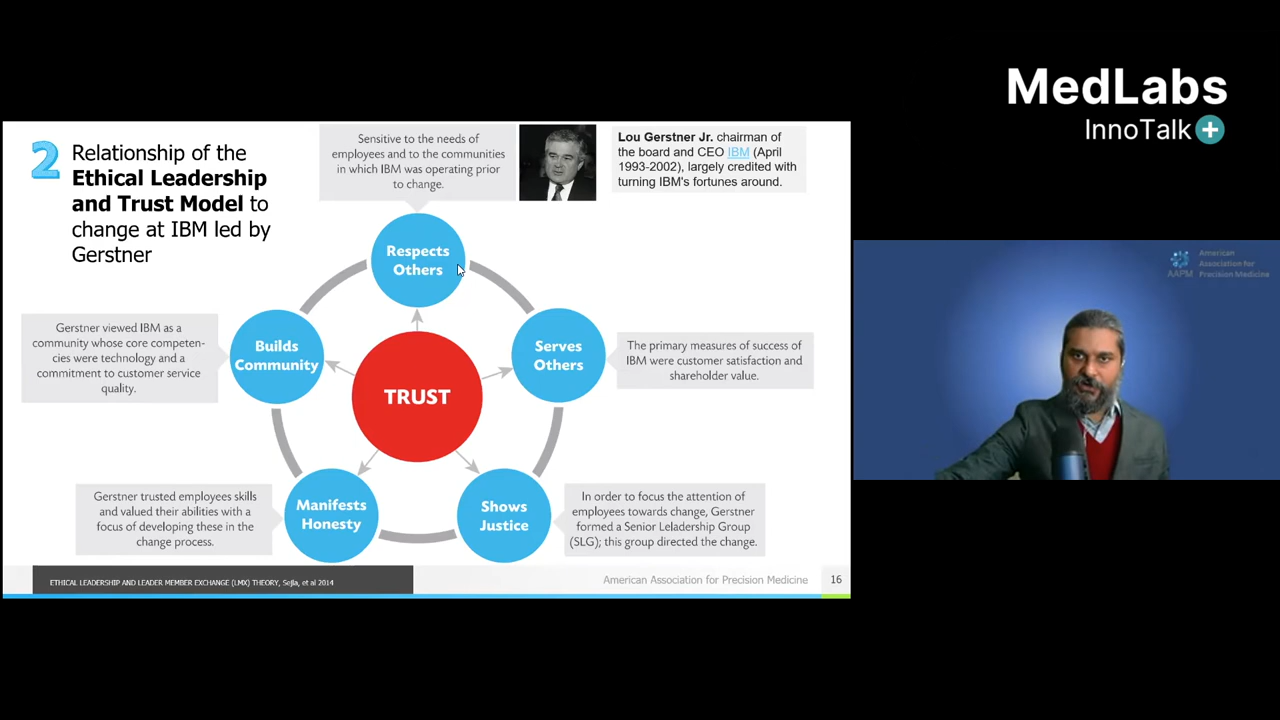 MedLabs
InnoTalk +
2
Relationship of the
Ethical Leadership
and Trust Model to
change at IBM led by
Gerstner
Sensitive to the needs of
employees and to the communities
in which IBM was operating prior
to change.
Lou Gerstner Jr. chairman of
the board and CEO IBM (April
1993-2002), largely credited with
turning IBM's fortunes around.
Respects
Others
Gerstner viewed IBM as a
community whose core competen-
cies were technology and a
commitment to customer service
quality.
Builds
Community
TRUST
Serves
Others
The primary measures of success of
IBM were customer satisfaction and
shareholder value.
Gerstner trusted employees skills
and valued their abilities with a
focus of developing these in the
change process.
Manifests
Honesty
Shows
Justice
In order to focus the attention of
employees towards change, Gerstner
formed a Senior Leladership Group
(SLG); this group directed the change.
ETHICAL LEADERSHIP AND LEADER MEMBER EXCHANGE (LMX) THEORY, Sejla, et al 2014
American Association for Precision Medicine
16
AAPM
American
Association for
Precision Medicine